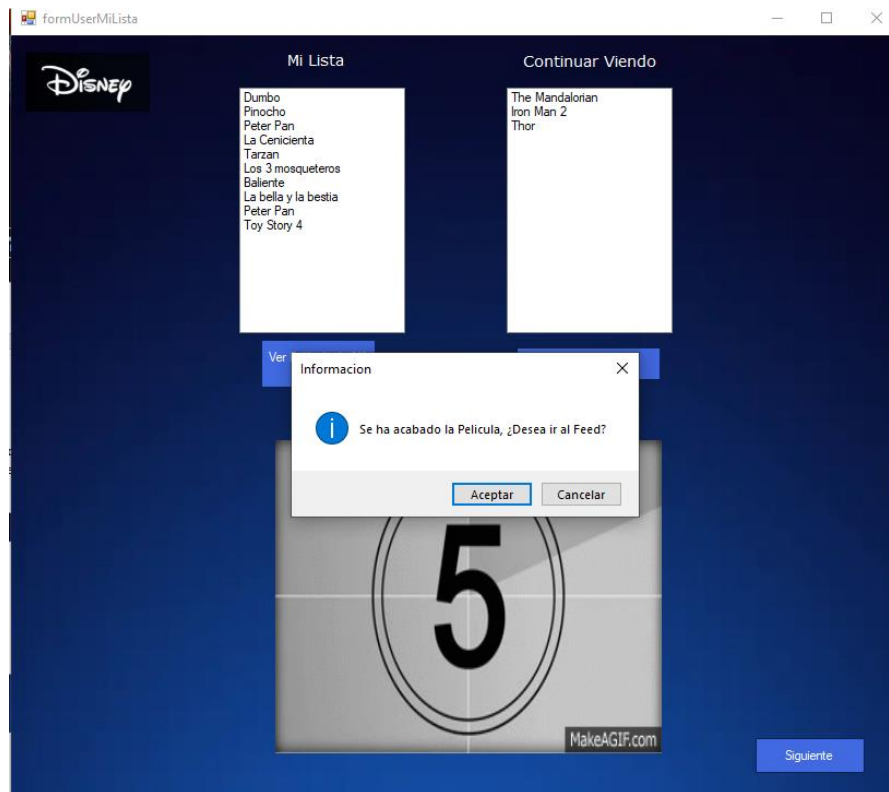 formUserMiLista
Disney
Mi Lista
Dumbo
Pinocho
Peter Pan
La Cenicienta
Tarzan
Los 3 mosqueteros
Baliente
La bella y la bestia
Peter Pan
Toy Story 4
Continuar Viendo
The Mandalorian
Iron Man 2
Thor
Ver
Informacion
Se ha acabado la Pelicula, ¿Desea ir al Feed?
Aceptar
Cancelar
5
MakeAGIF.com
Siguiente